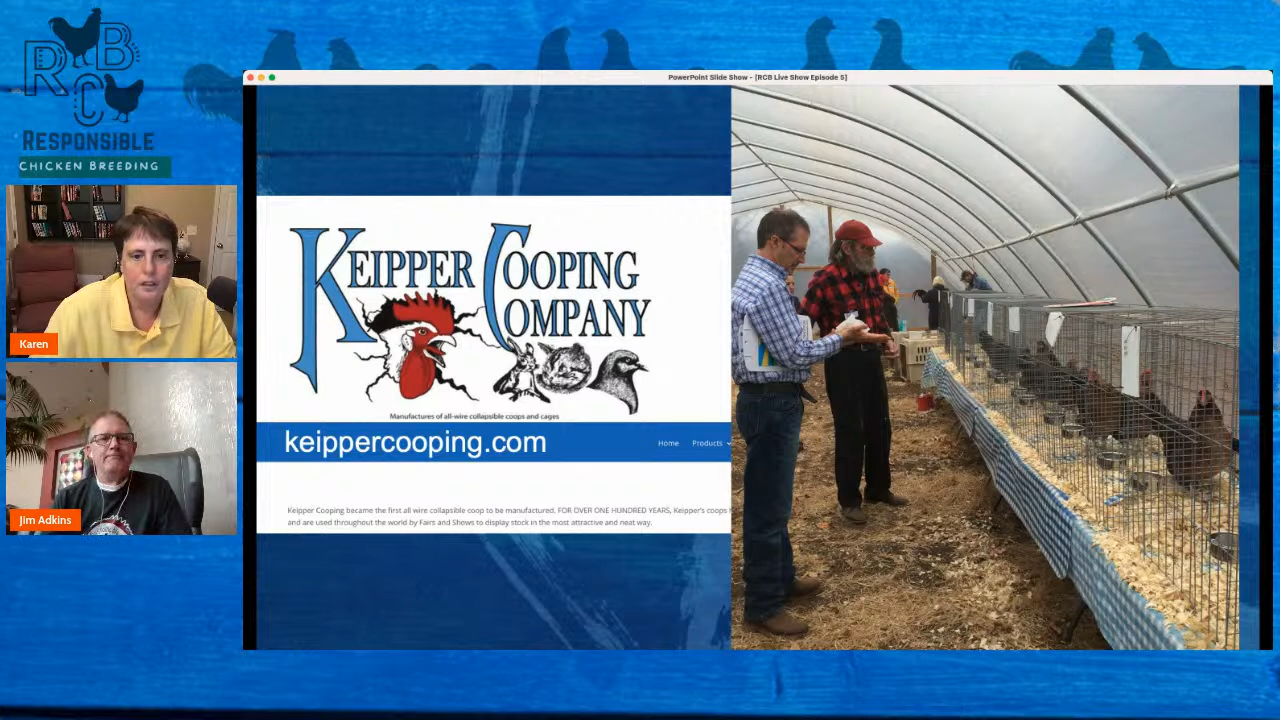 RBC
RESPONSIBLE
CHICKEN BREEDING
PowerPoint Slide Show - [RCB Live Show Episode 5]
Karen
Jim Adkins
KEIPPER COOPING
COMPANY
Manufactures of all-wire collapsible coops and cages
keippercooping.com
Home Products
Keipper Cooping became the first all wire collapsible coop to be manufactured. FOR OVER ONE HUNDRED YEARS, Keipper's coops
and are used throughout the world by Fairs and Shows to display stock in the most attractive and neat way.